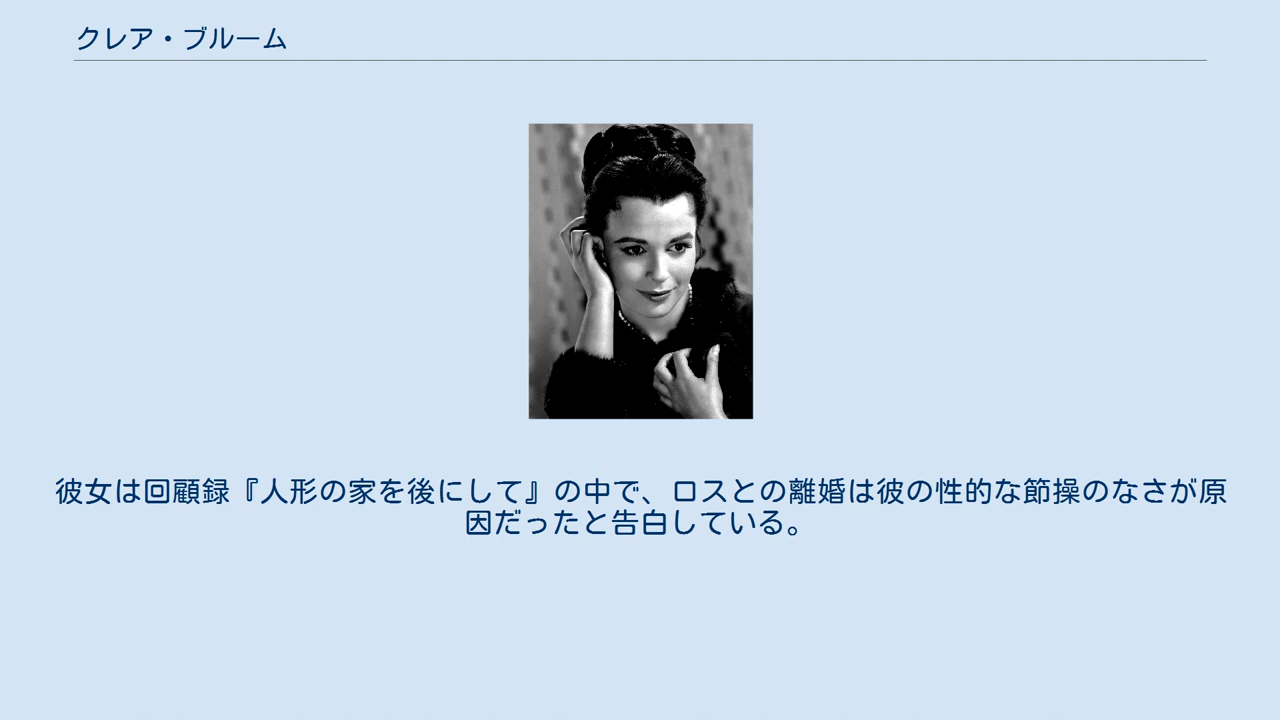 クレア・ブルーム
彼女は回顧録『人形の家を後にして』の中で、ロスとの離婚は彼の性的な節操のなさが原
因だったと告白している。